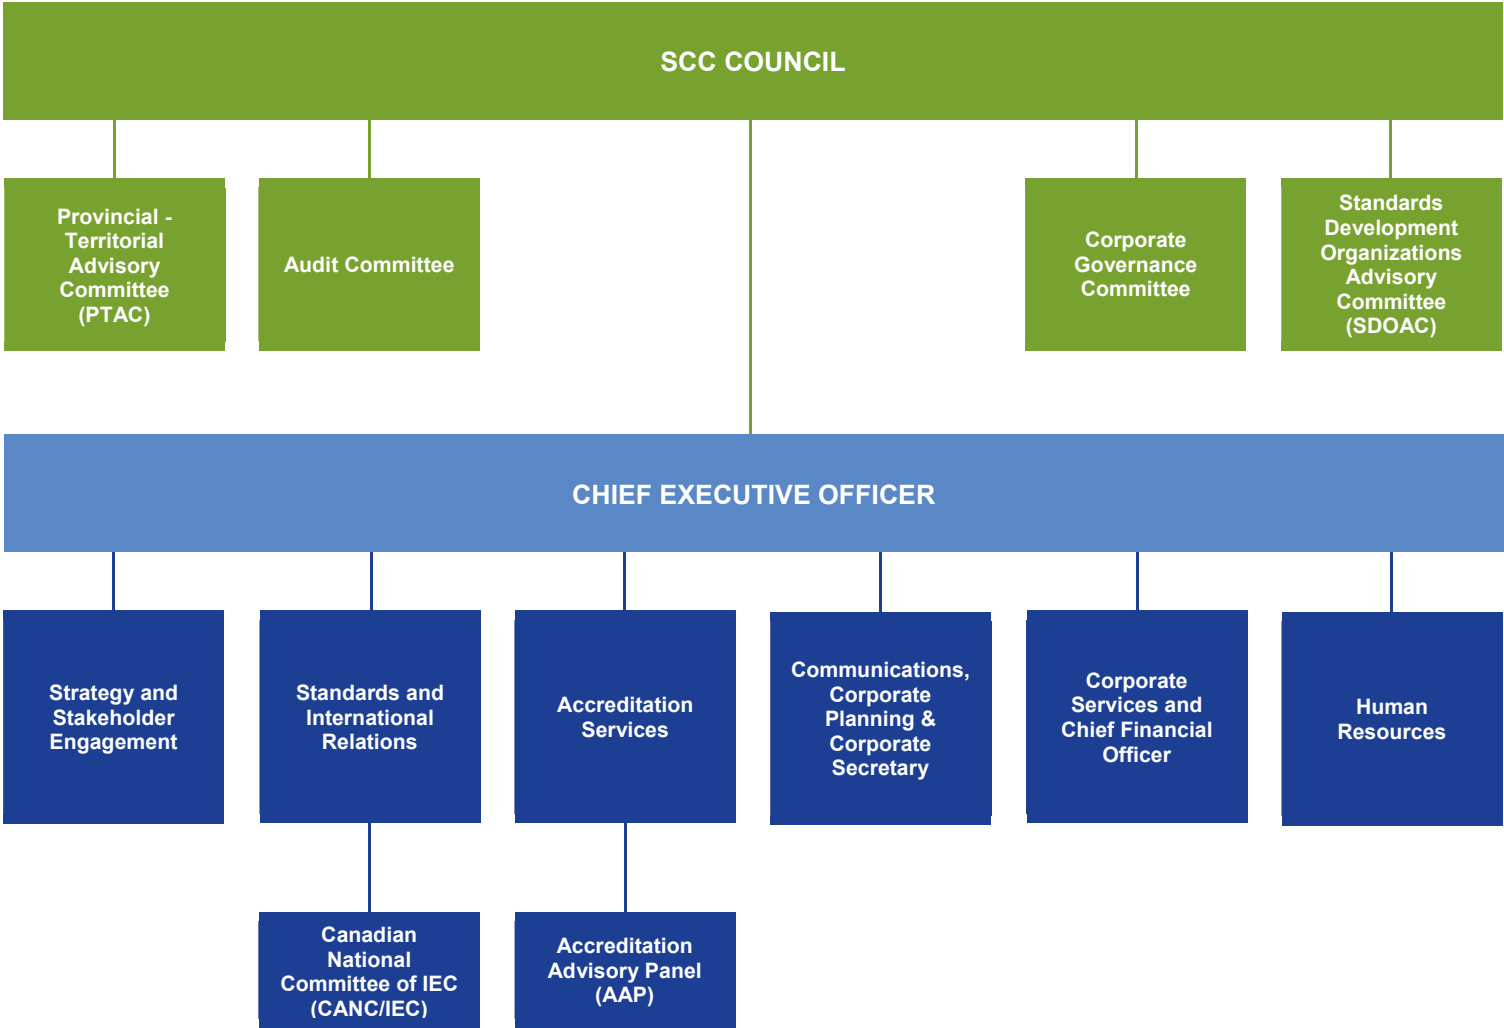 SCC COUNCIL
Provincial -
Territorial
Advisory
Committee
(PTAC)
Audit Committee
Corporate
Governance
Committee
Standards
Development
Organizations
Advisory
Committee
(SDOAC)
CHIEF EXECUTIVE OFFICER
Strategy and
Stakeholder
Engagement
Standards and
International
Relations
Accreditation
Services
Communications,
Corporate
Planning &
Corporate
Secretary
Corporate
Services and
Chief Financial
Officer
Human
Resources
Canadian
National
Committee of IEC
(CANC/IEC)
Accreditation
Advisory Panel
(AAP)